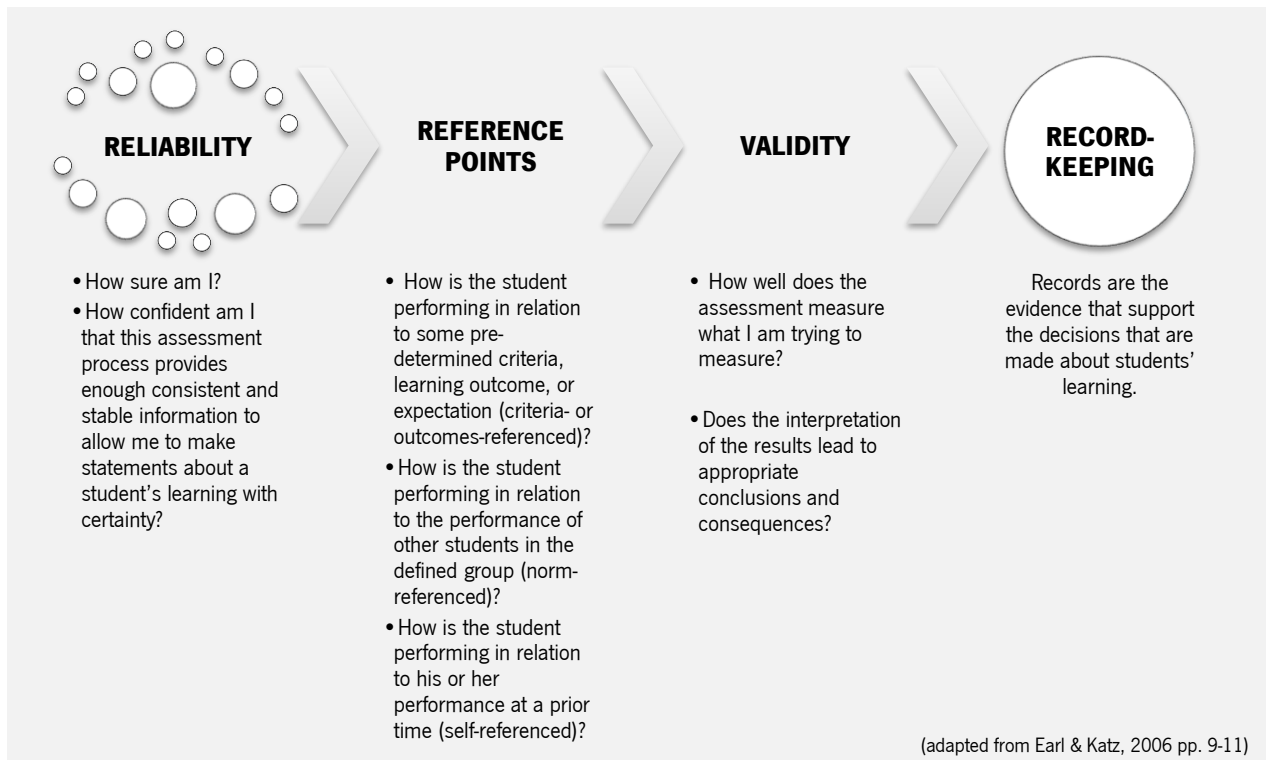 RELIABILITY
• How sure am I?
• How confident am I
that this assessment
process provides
enough consistent and
stable information to
allow me to make
statements about a
student's learning with
certainty?
REFERENCE
POINTS
• How is the student
performing in relation
to some pre-
determined criteria,
learning outcome, or
expectation (criteria- or
outcomes-referenced)?
• How is the student
performing in relation
to the performance of
other students in the
defined group (norm-
referenced)?
• How is the student
performing in relation
to his or her
performance at a prior
time (self-referenced)?
VALIDITY
• How well does the
assessment measure
what I am trying to
measure?
• Does the interpretation
of the results lead to
appropriate
conclusions and
consequences?
RECORD-
KEEPING
Records are the
evidence that support
the decisions that are
made about students'
learning.
(adapted from Earl & Katz, 2006 pp. 9-11)